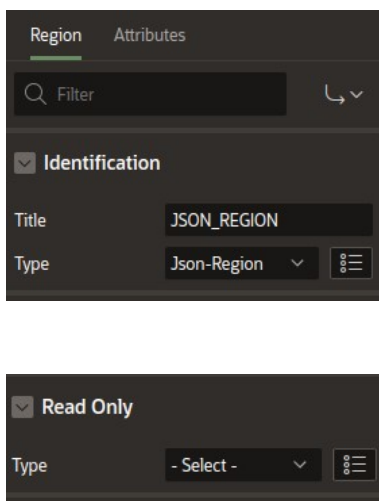 Region Attributes
Filter
Identification
Title JSON_REGION
Type Json-Region
Read Only
Type - Select -